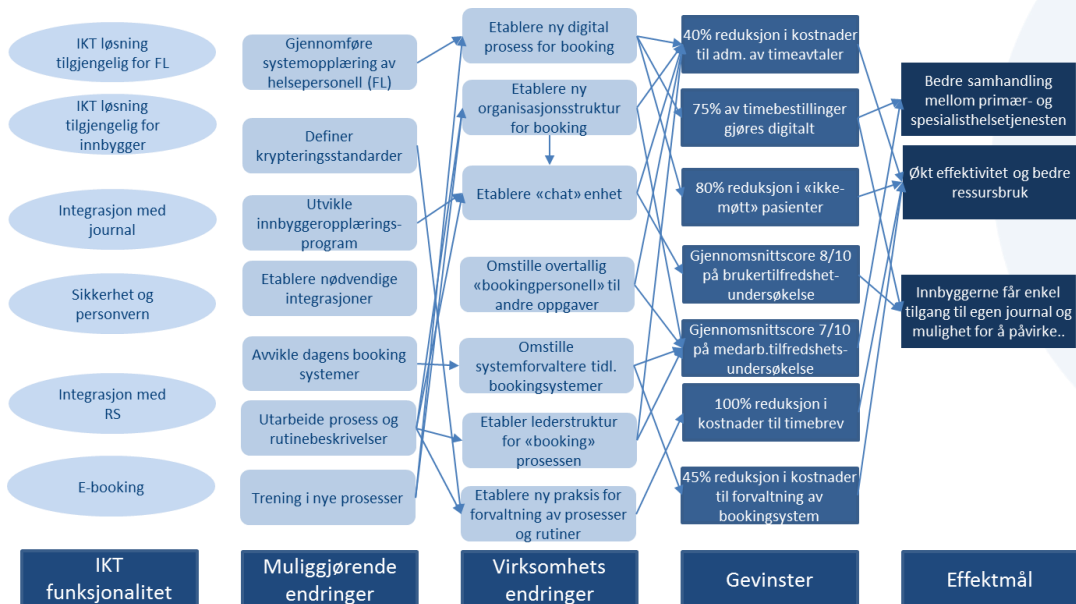 IKT løsning
tilgjengelig for FL
IKT løsning
tilgjengelig for
innbygger
Integrasjon med
journal
Sikkerhet og
personvern
Integrasjon med
RS
E-booking
IKT
funksjonalitet
Gjennomføre
systemopplæring av
helsepersonell (FL)
Definer
krypteringsstandarder
Utvikle
innbyggeropplærings-
program
Etablere nødvendige
integrasjoner
Avvikle dagens booking
systemer
Utarbeide prosess og
rutinebeskrivelser
Trening i nye prosesser
Muliggjørende
endringer
Etablere ny digital
prosess for booking
Etablere ny
organisasjonsstruktur
for booking
Etablere «chat» enhet
Omstille overtallig
«bookingpersonell» til
andre oppgaver
Omstille
systemforvaltere tidl.
bookingsystemer
Etabler lederstruktur
for «booking»
prosessen
Etablere ny praksis for
forvaltning av prosesser
og rutiner
Virksomhets
endringer
40% reduksjon i kostnader
til adm. av timeavtaler
75% av timebestillinger
gjøres digitalt
80% reduksjon i «ikke-
møtt» pasienter
Gjennomsnittscore 8/10
på brukertilfredshet-
undersøkelse
Gjennomsnittscore 7/10
på medarb.tilfredshets-
undersøkelse
100% reduksjon i
kostnader til timebrev
45% reduksjon i kostnader
til forvaltning av
bookingsystem
Gevinster
Bedre samhandling
mellom primær- og
spesialisthelsetjenesten
Økt effektivitet og bedre
ressursbruk
Innbyggerne får enkel
tilgang til egen journal og
mulighet for å påvirke..
Effektmål